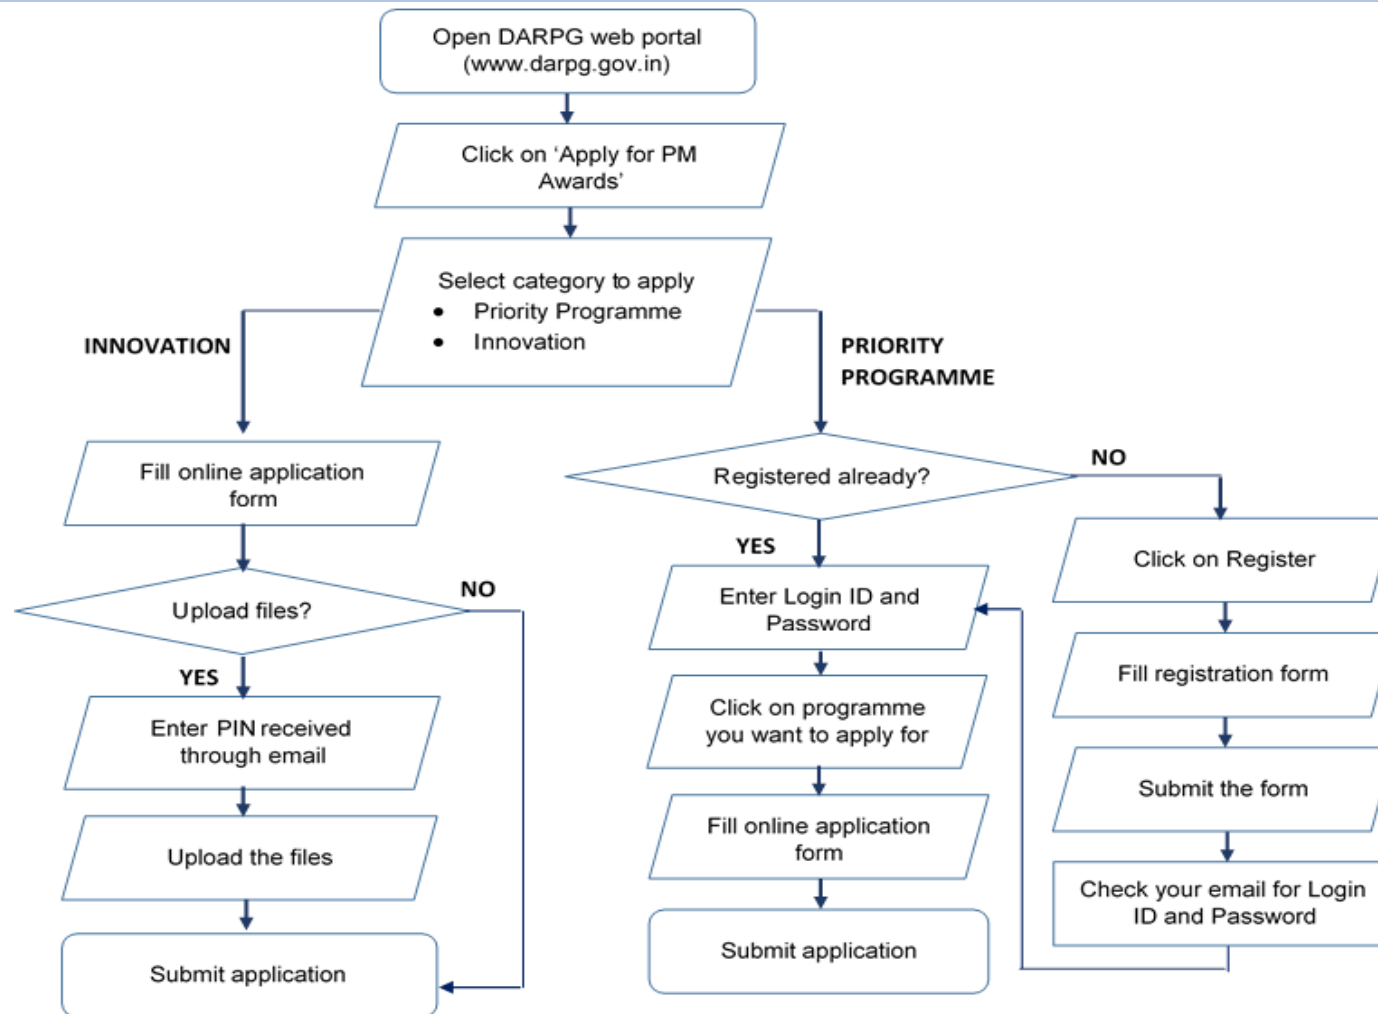 Open DARPG web portal
(www.darpg.gov.in)
Click on ‘Apply for PM
Awards’
Select category to apply
• Priority Programme
• Innovation
INNOVATION
PRIORITY
PROGRAMME
Fill online application
form
Upload files?
NO
YES
Enter PIN received
through email
Upload the files
Submit application
Registered already?
NO
YES
Enter Login ID and
Password
Click on programme
you want to apply for
Fill online application
form
Submit application
Click on Register
Fill registration form
Submit the form
Check your email for Login
ID and Password